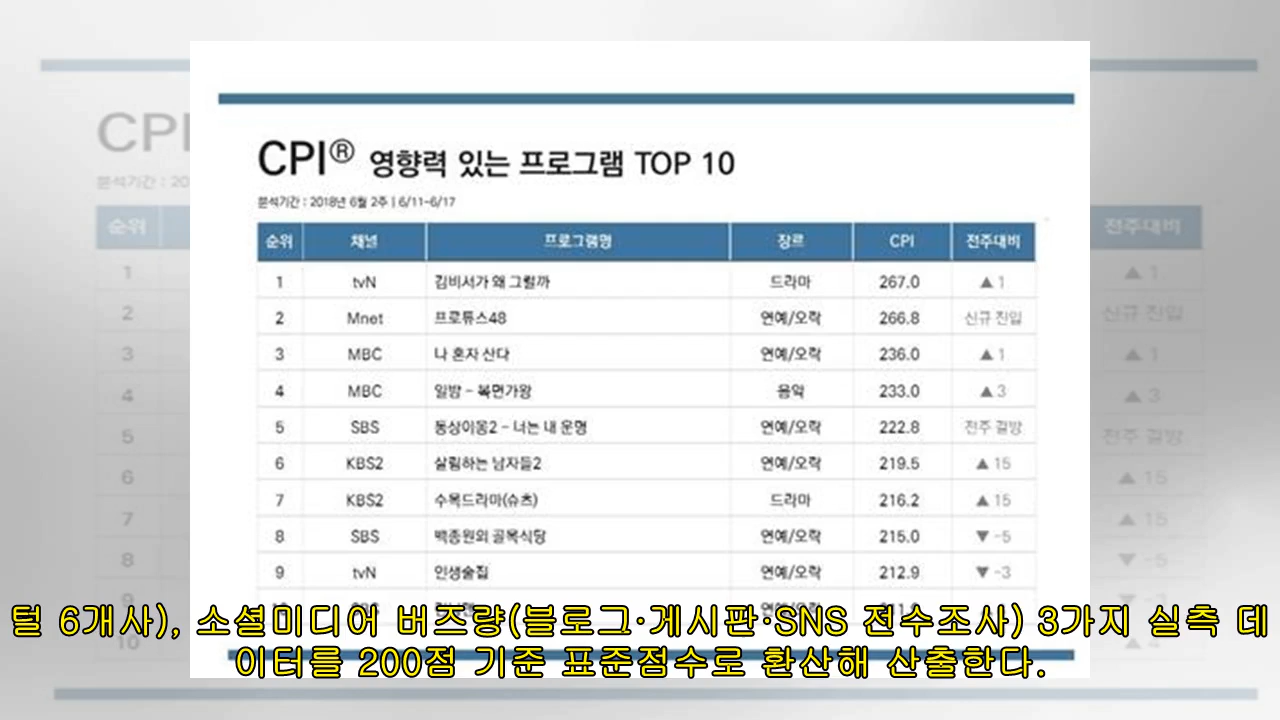 CPI® 영향력 있는 프로그램 TOP 10
분석기간 : 2018년 6월 2주 | 6/11-6/17
순위 채널 프로그램명 장르 CPI 전주대비
1 tvN 김비서가 왜 그럴까 드라마 267.0 ▲ 1
2 Mnet 프로듀스48 연예/오락 266.8 신규 진입
3 MBC 나 혼자 산다 연예/오락 236.0 ▲ 1
4 MBC 일밤 - 복면가왕 음악 233.0 ▲ 3
5 SBS 동상이몽2 - 너는 내 운명 연예/오락 222.8 전주 결방
6 KBS2 살림하는 남자들2 연예/오락 219.5 ▲ 15
7 KBS2 수목드라마(슈츠) 드라마 216.2 ▲ 15
8 SBS 백종원의 골목식당 연예/오락 215.0 ▼ -5
9 tvN 인생술집 연예/오락 212.9 ▼ -3
털 6개사), 소셜미디어 버즈량(블로그·게시판·SNS 전수조사) 3가지 실측 데
이터를 200점 기준 표준점수로 환산해 산출한다.